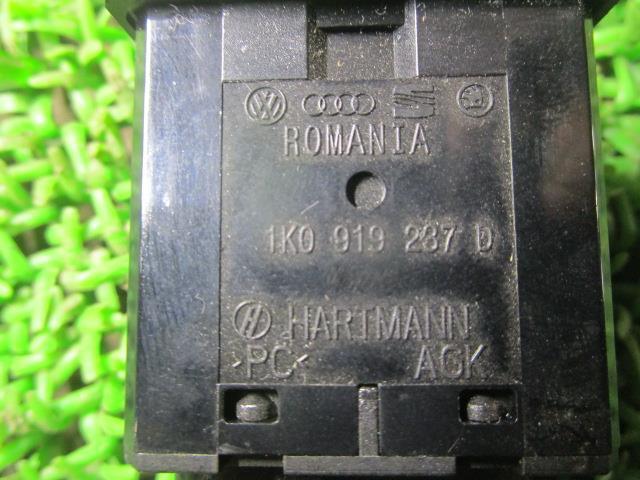 ROMANIA
1K0 919 237 D
HARTMANN
>PC< AGK